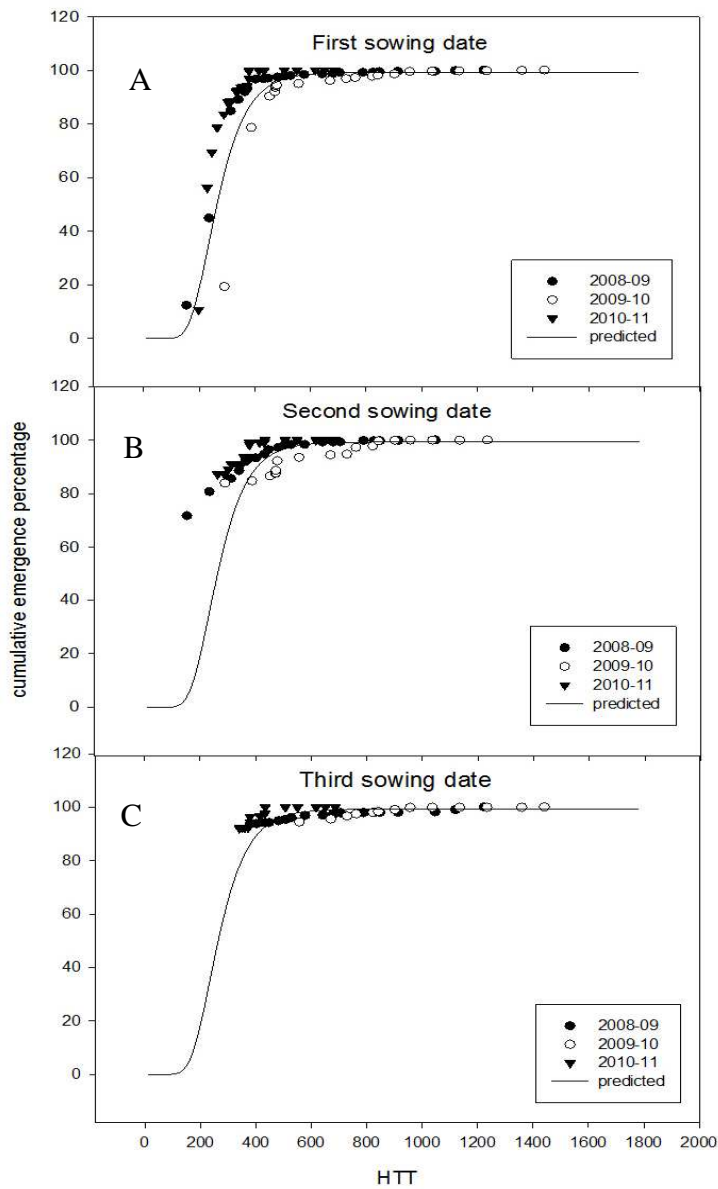 120
First sowing date
A
100
80
60
40
20
0
2008-09
2009-10
2010-11
predicted
120
Second sowing date
B
100
80
60
40
20
0
2008-09
2009-10
2010-11
predicted
120
Third sowing date
C
100
80
60
40
20
0
2008-09
2009-10
2010-11
predicted
cumulative emergence percentage
0 200 400 600 800 1000 1200 1400 1600 1800 2000
HTT